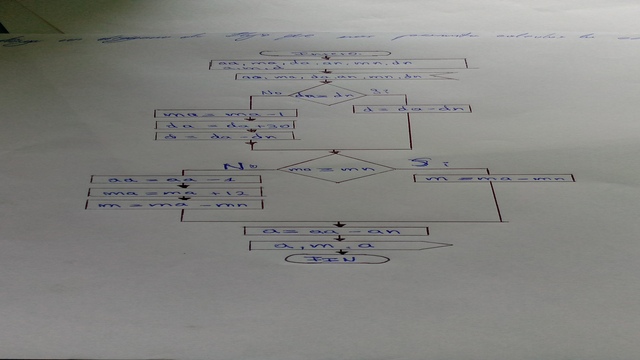 INICIO
aa, ma, da, an, mn, dn
a, m, d
aa, ma, da, an, mn, dn
No da ≥ dn Si
ma = ma - 1 d = da - dn
da = da + 30
d = da - dn
No ma ≥ mn Si
aa = aa - 1 m = ma - mn
ma = ma + 12
m = ma - mn
a = aa - an
d, m, a
FIN